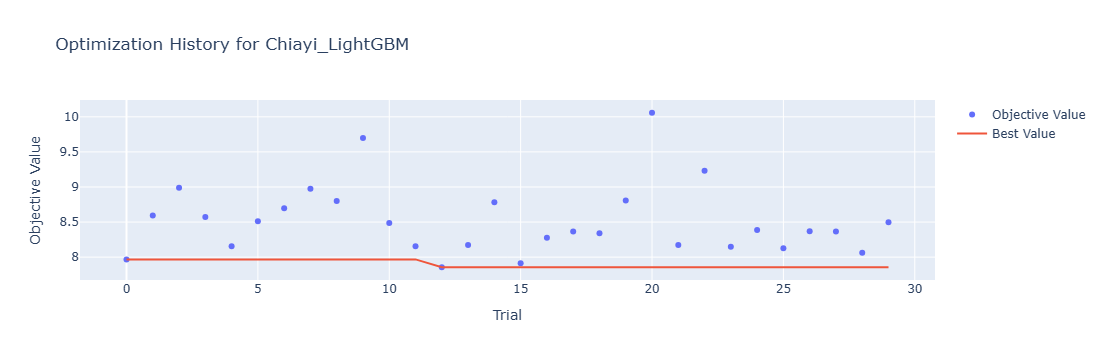 Optimization History for Chiayi_LightGBM
Objective Value
10
9.5
9
8.5
8
0 5 10 15 20 25 30
Trial
Objective Value
Best Value